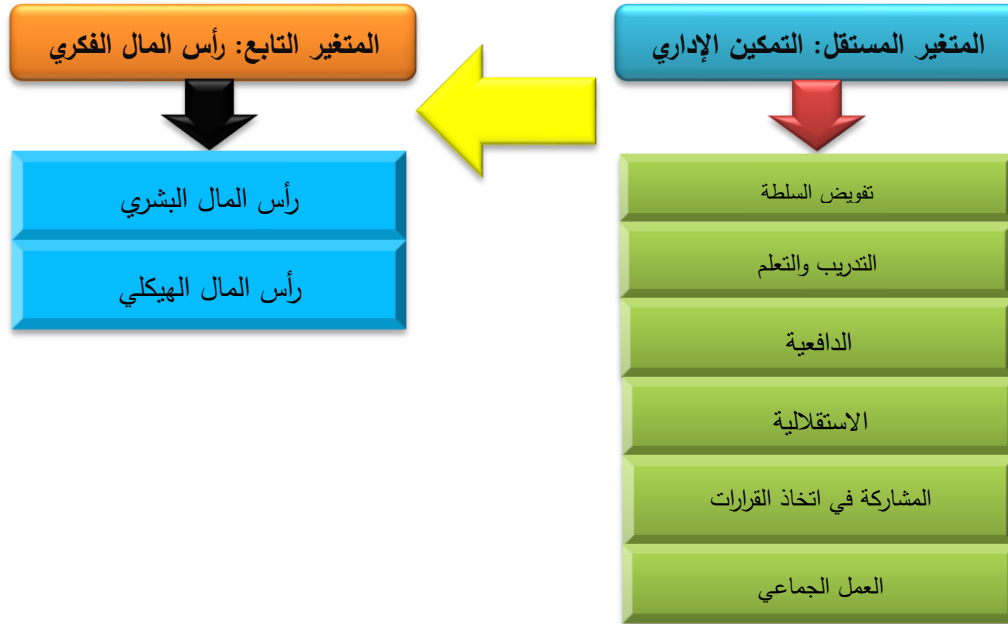 المتغير المستقل: التمكين الإداري
تفويض السلطة
التدريب والتعلم
الدافعية
الاستقلالية
المشاركة في اتخاذ القرارات
العمل الجماعي
المتغير التابع: رأس المال الفكري
رأس المال البشري
رأس المال الهيكلي